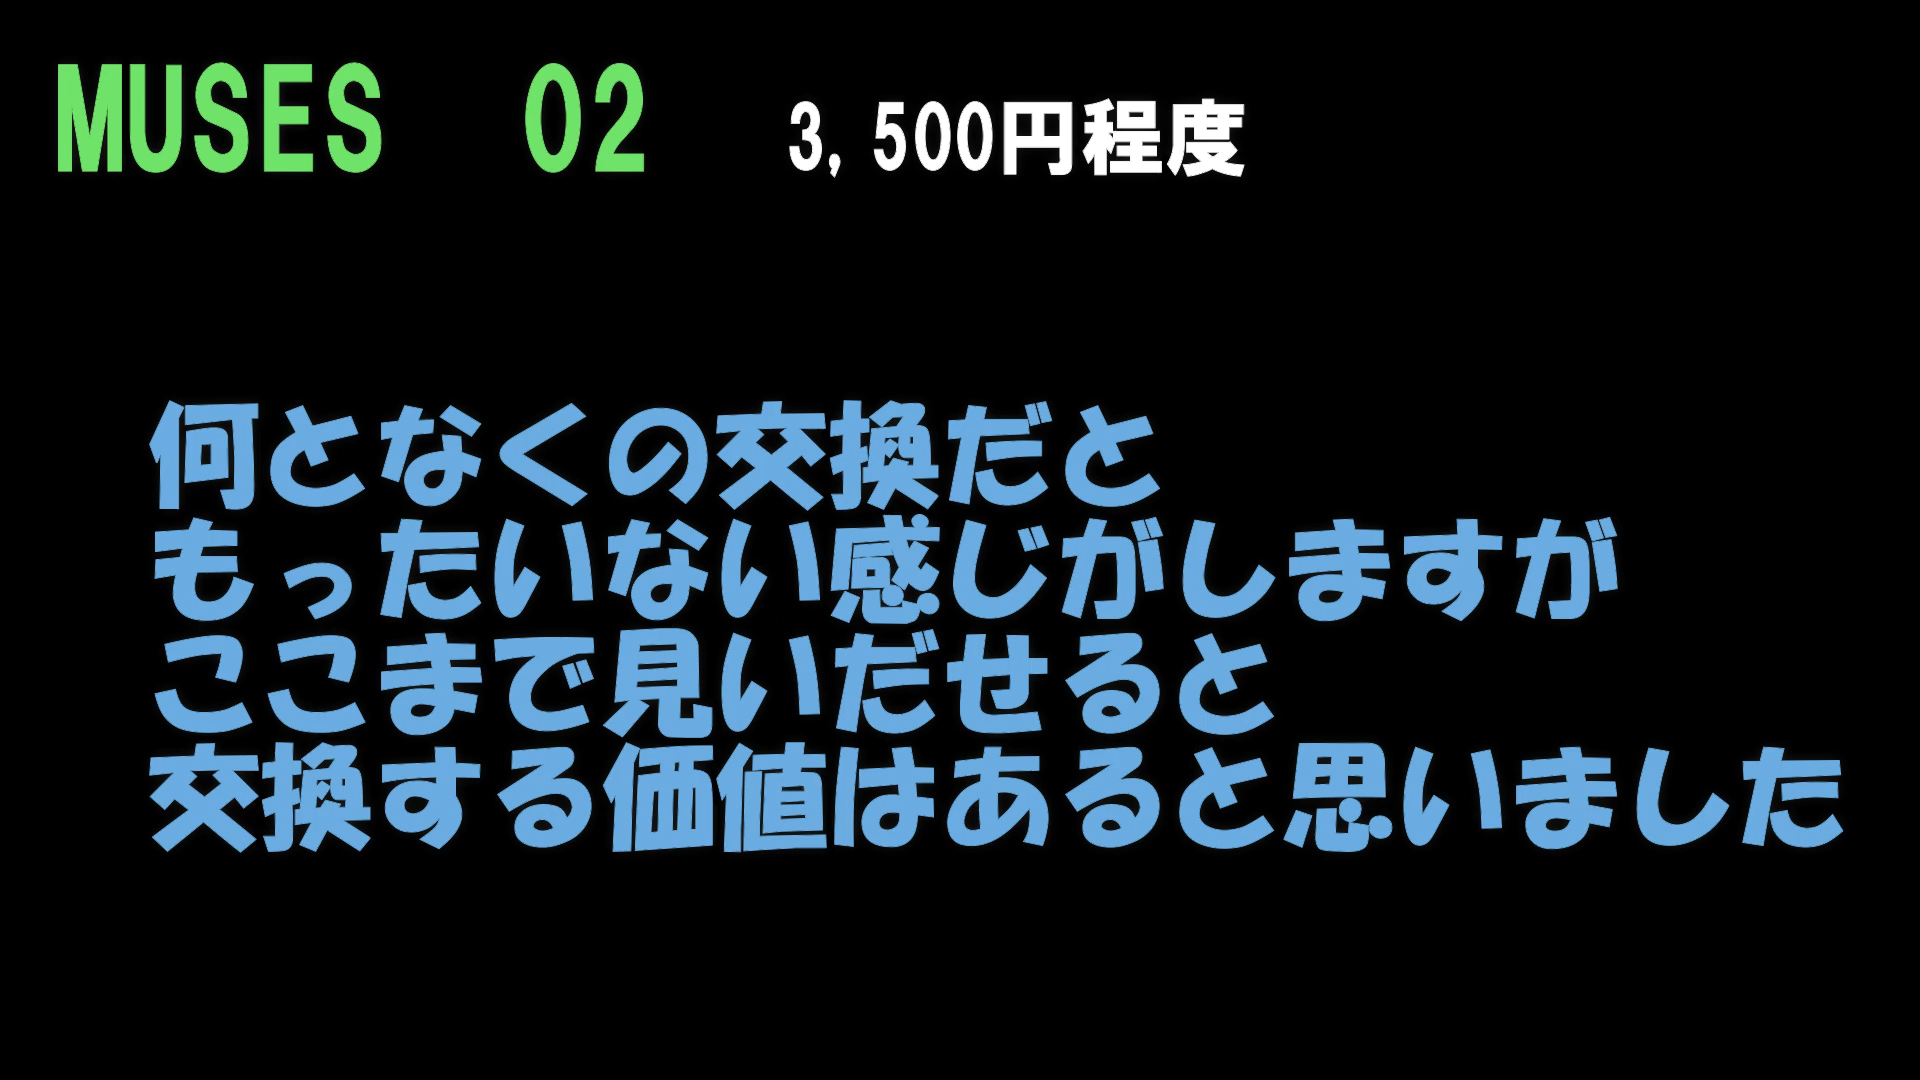 MUSES 02 3,500円程度
何となくの交換だと
もったいない感じがしますが
ここまで見いだせると
交換する価値はあると思いました